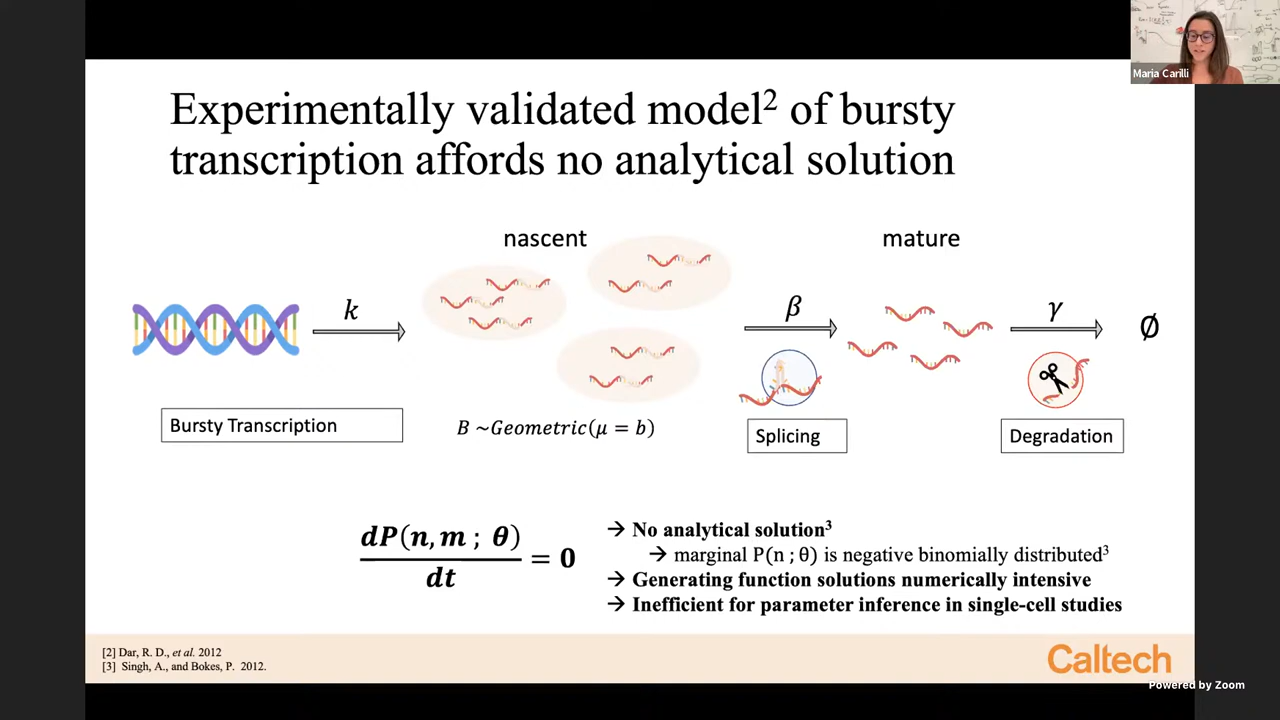 Maria Carilli
Experimentally validated model² of bursty
transcription affords no analytical solution
nascent
mature
k
β
γ
Ø
Bursty Transcription
B ~Geometric(μ = b)
Splicing
Degradation
dP(n, m ; θ)
dt
= 0
→ No analytical solution³
→ marginal P(n ; θ) is negative binomially distributed³
→ Generating function solutions numerically intensive
→ Inefficient for parameter inference in single-cell studies
[2] Dar, R. D., et al. 2012
[3] Singh, A., and Bokes, P. 2012.
Caltech
Powered by Zoom